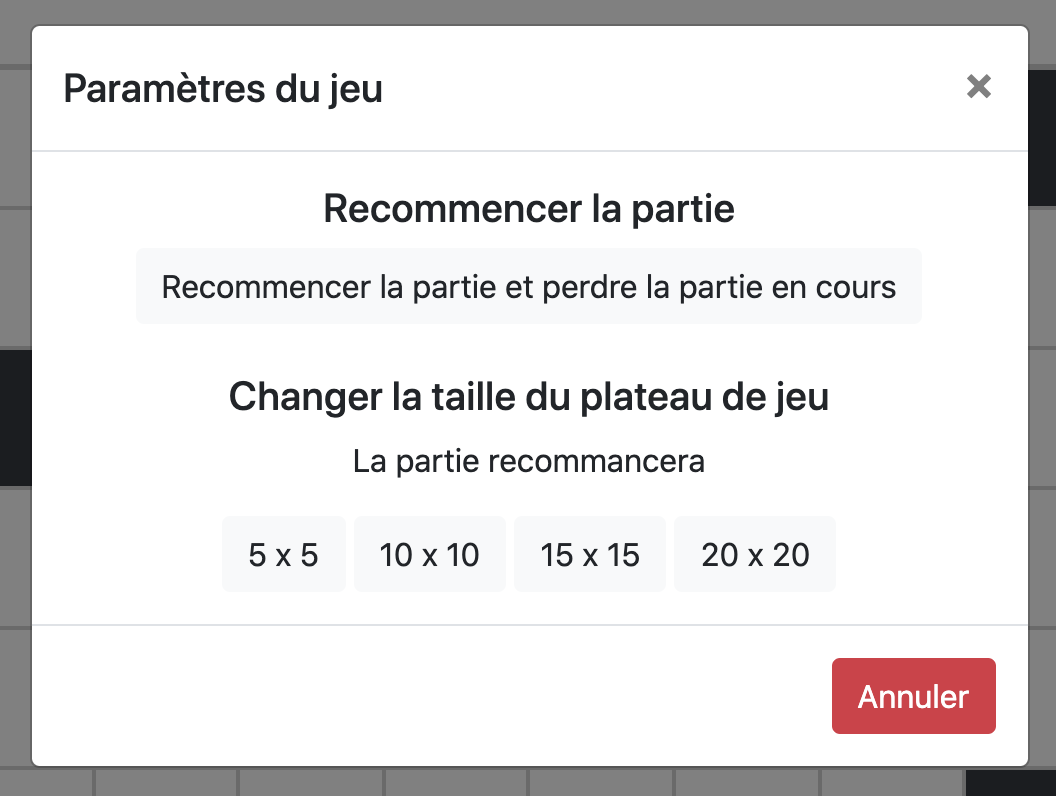 Paramètres du jeu
×
Recommencer la partie
Recommencer la partie et perdre la partie en cours
Changer la taille du plateau de jeu
La partie recommancera
5 x 5 10 x 10 15 x 15 20 x 20
Annuler